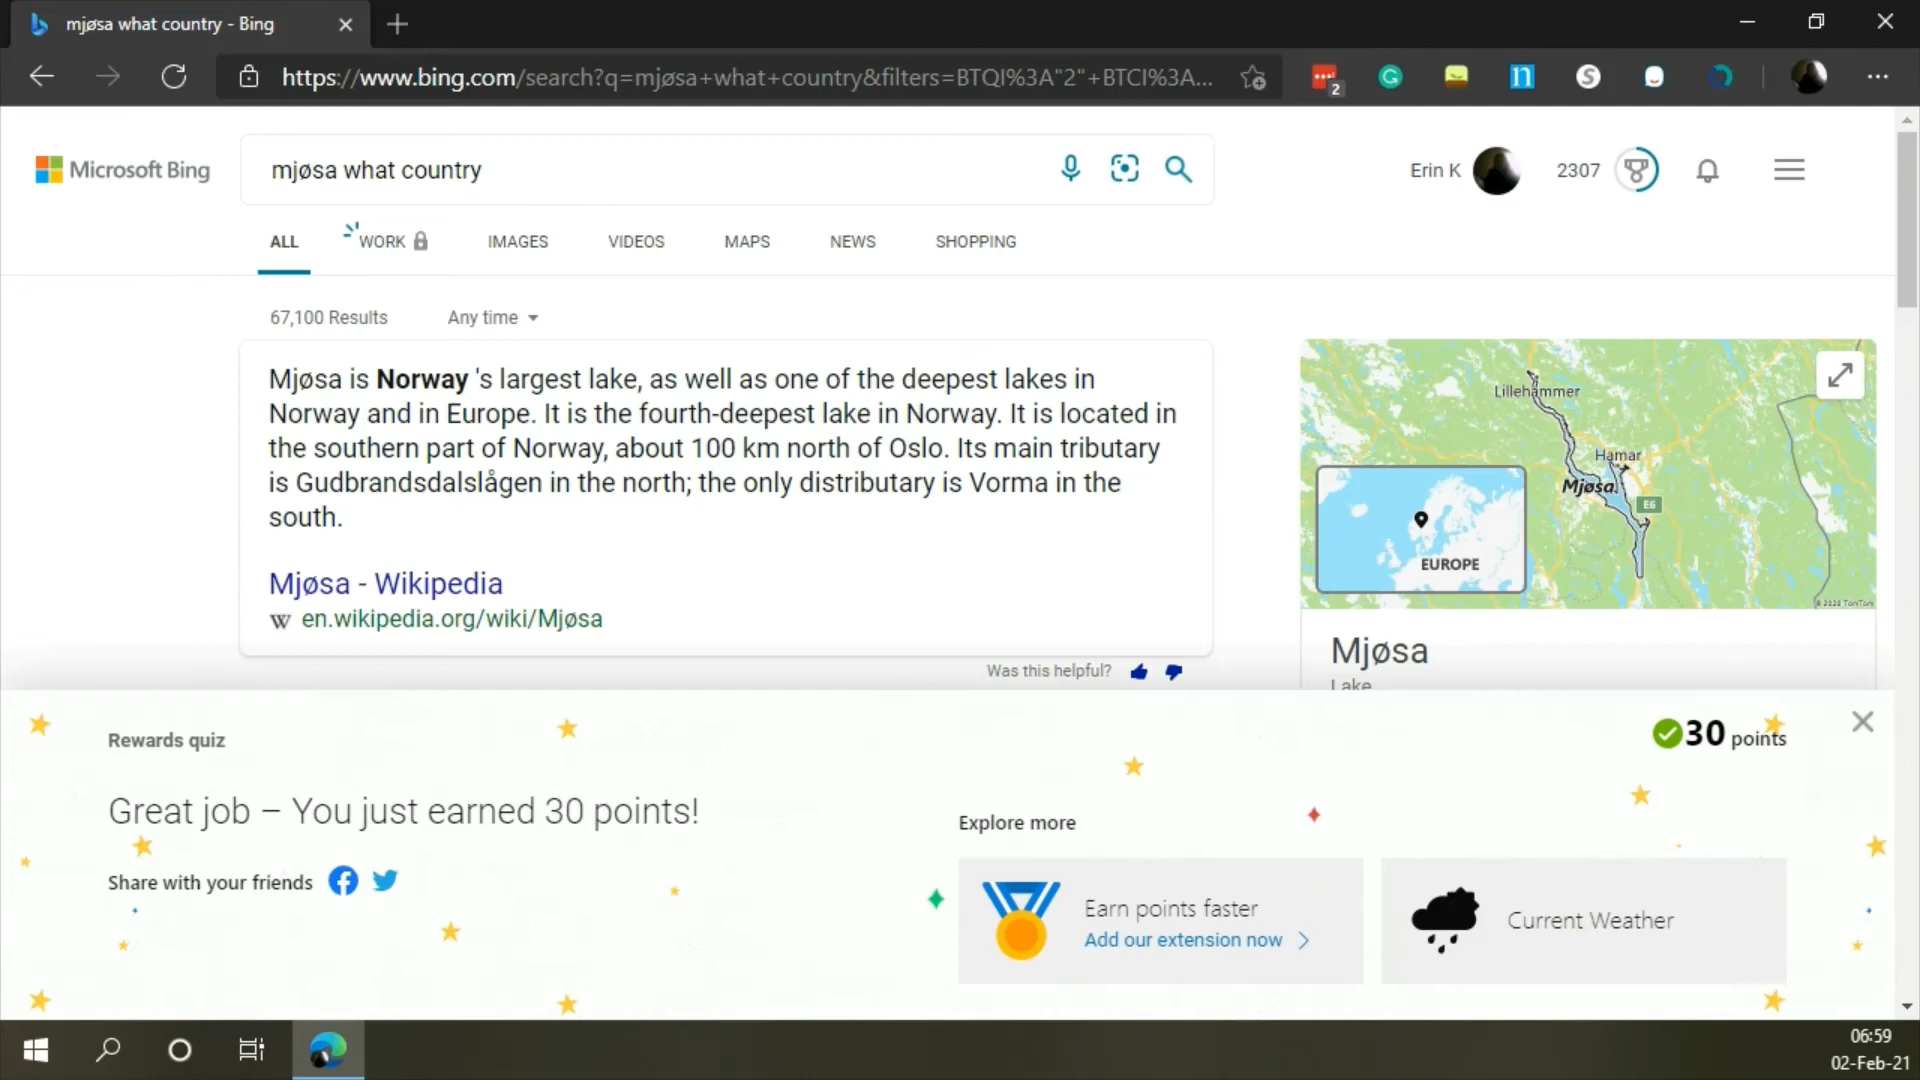 mjøsa what country - Bing
https://www.bing.com/search?q=mjøsa+what+country&filters=BTQI%3A"2"+BTCI%3A...
2
Microsoft Bing
mjøsa what country
Erin K
2307
ALL
WORK
IMAGES
VIDEOS
MAPS
NEWS
SHOPPING
67,100 Results
Any time
Mjøsa is Norway 's largest lake, as well as one of the deepest lakes in
Norway and in Europe. It is the fourth-deepest lake in Norway. It is located in
the southern part of Norway, about 100 km north of Oslo. Its main tributary
is Gudbrandsdalslågen in the north; the only distributary is Vorma in the
south.
Mjøsa - Wikipedia
W en.wikipedia.org/wiki/Mjøsa
Was this helpful?
Lillehammer
Hamar
Mjøsa
E6
EUROPE
Mjøsa
Lake
Rewards quiz
30 points
Great job – You just earned 30 points!
Share with your friends
Explore more
Earn points faster
Add our extension now
Current Weather
06:59
02-Feb-21